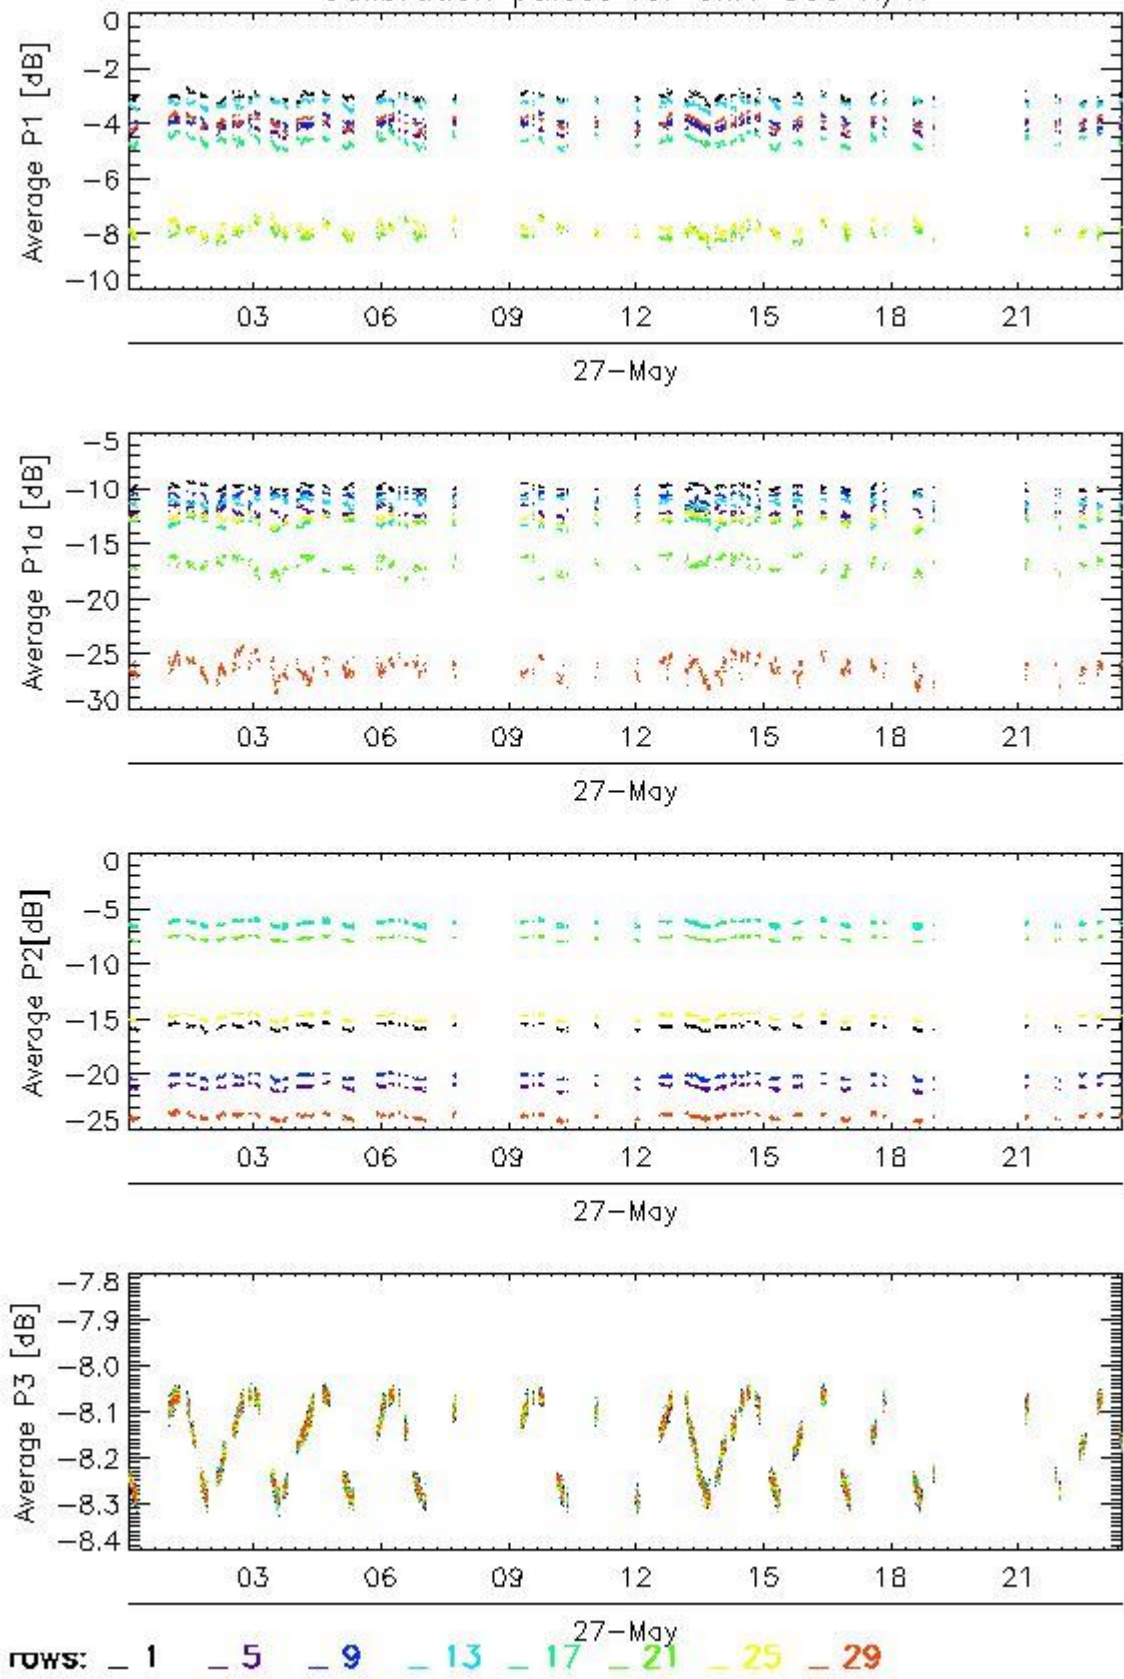 0
−2
−4
−6
−8
−10
Average P1 [dB]
03 06 09 12 15 18 21
27−May
−5
−10
−15
−20
−25
−30
Average P1a [dB]
03 06 09 12 15 18 21
27−May
0
−5
−10
−15
−20
−25
Average P2[dB]
03 06 09 12 15 18 21
27−May
−7.8
−7.9
−8.0
−8.1
−8.2
−8.3
−8.4
Average P3 [dB]
03 06 09 12 15 18 21
27−May
rows: _ 1 _ 5 _ 9 _ 13 _ 17 _ 21 _ 25 _ 29